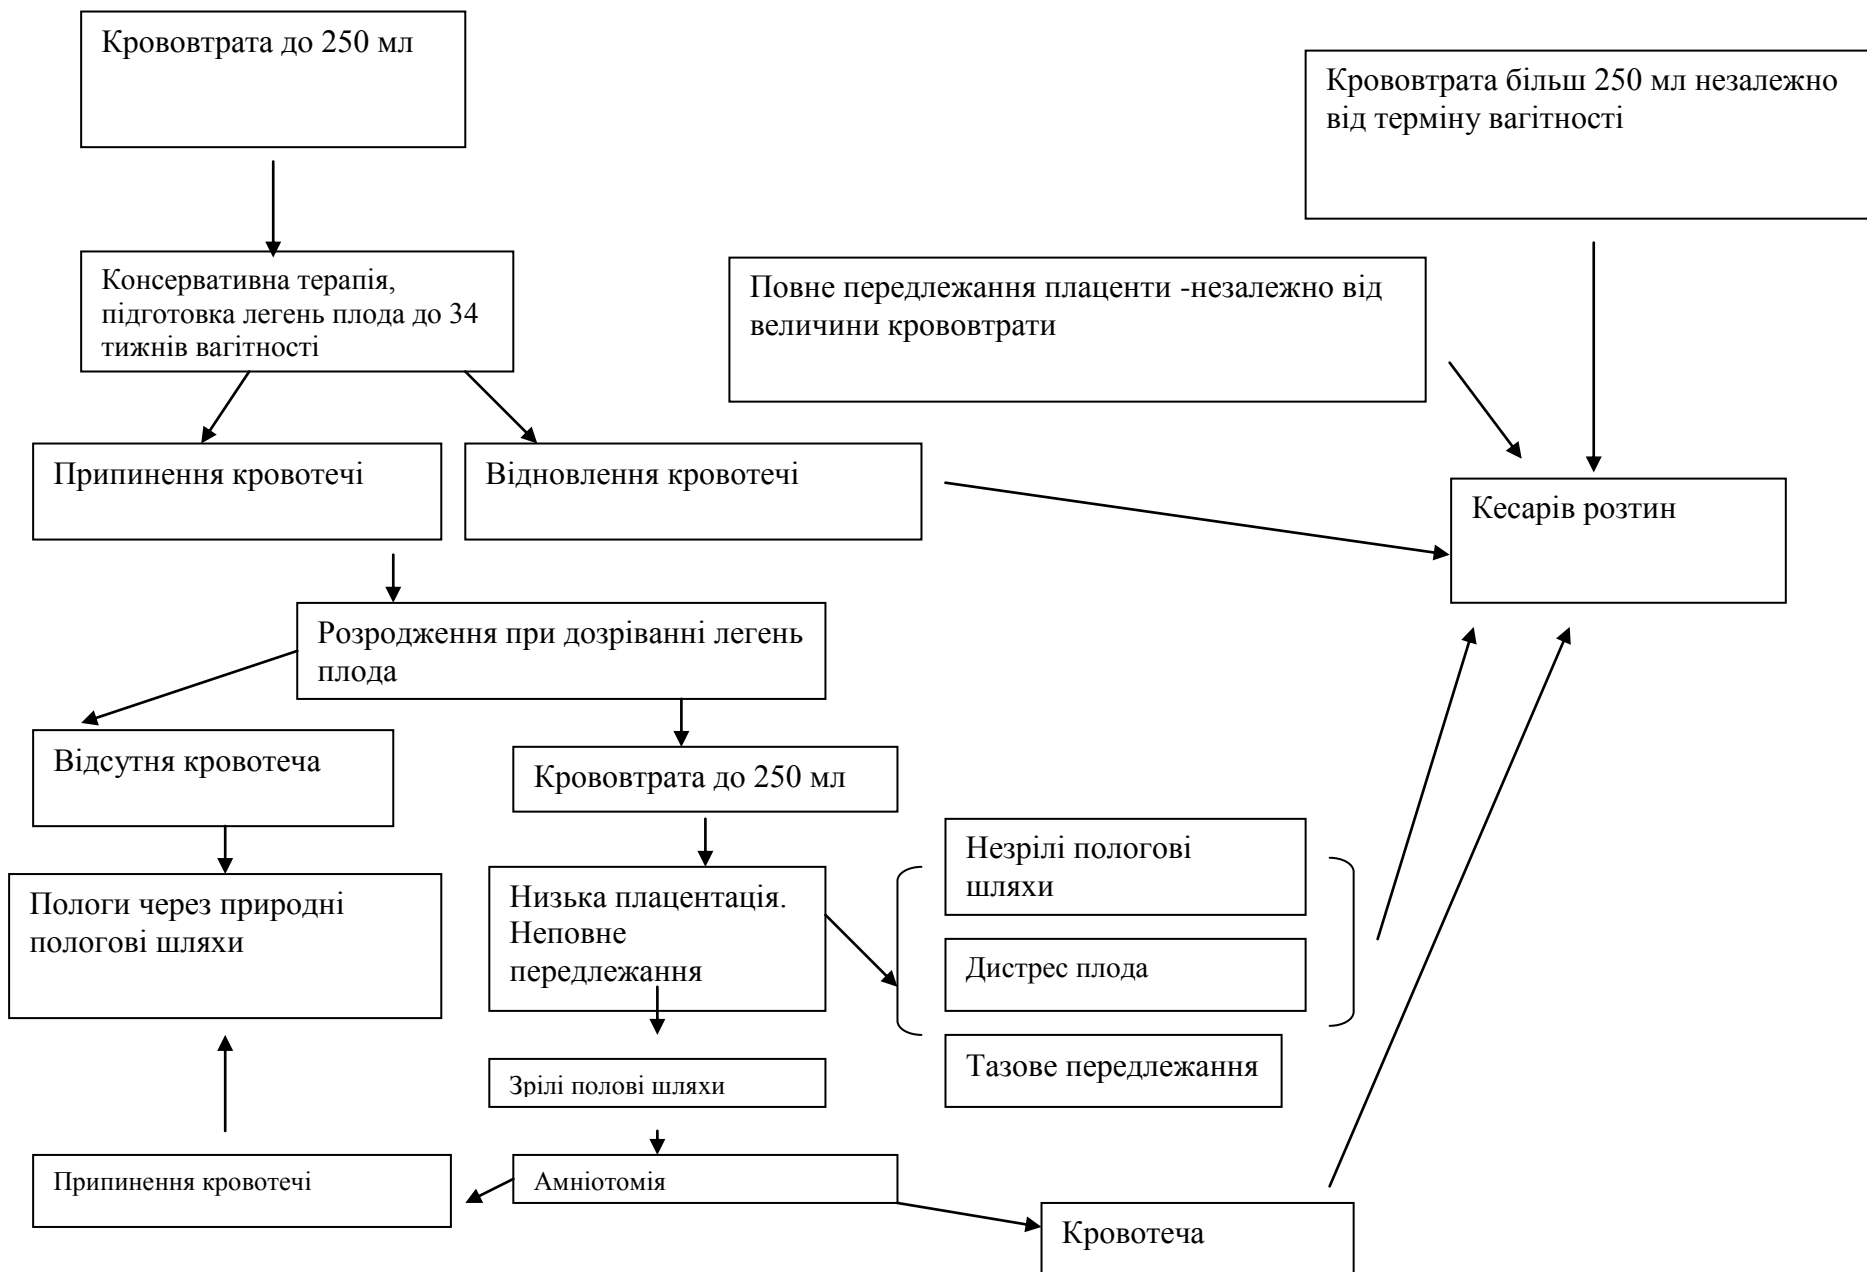 Крововтрата до 250 мл
Крововтрата більш 250 мл незалежно
від терміну вагітності
Консервативна терапія,
підготовка легень плода до 34
тижнів вагітності
Повне передлежання плаценти -незалежно від
величини крововтрати
Припинення кровотечі
Відновлення кровотечі
Кесарів розтин
Розродження при дозріванні легень
плода
Відсутня кровотеча
Крововтрата до 250 мл
Незрілі пологові
шляхи
Пологи через природні
пологові шляхи
Низька плацентація.
Неповне
передлежання
Дистрес плода
Тазове передлежання
Зрілі полові шляхи
Припинення кровотечі
Амніотомія
Кровотеча